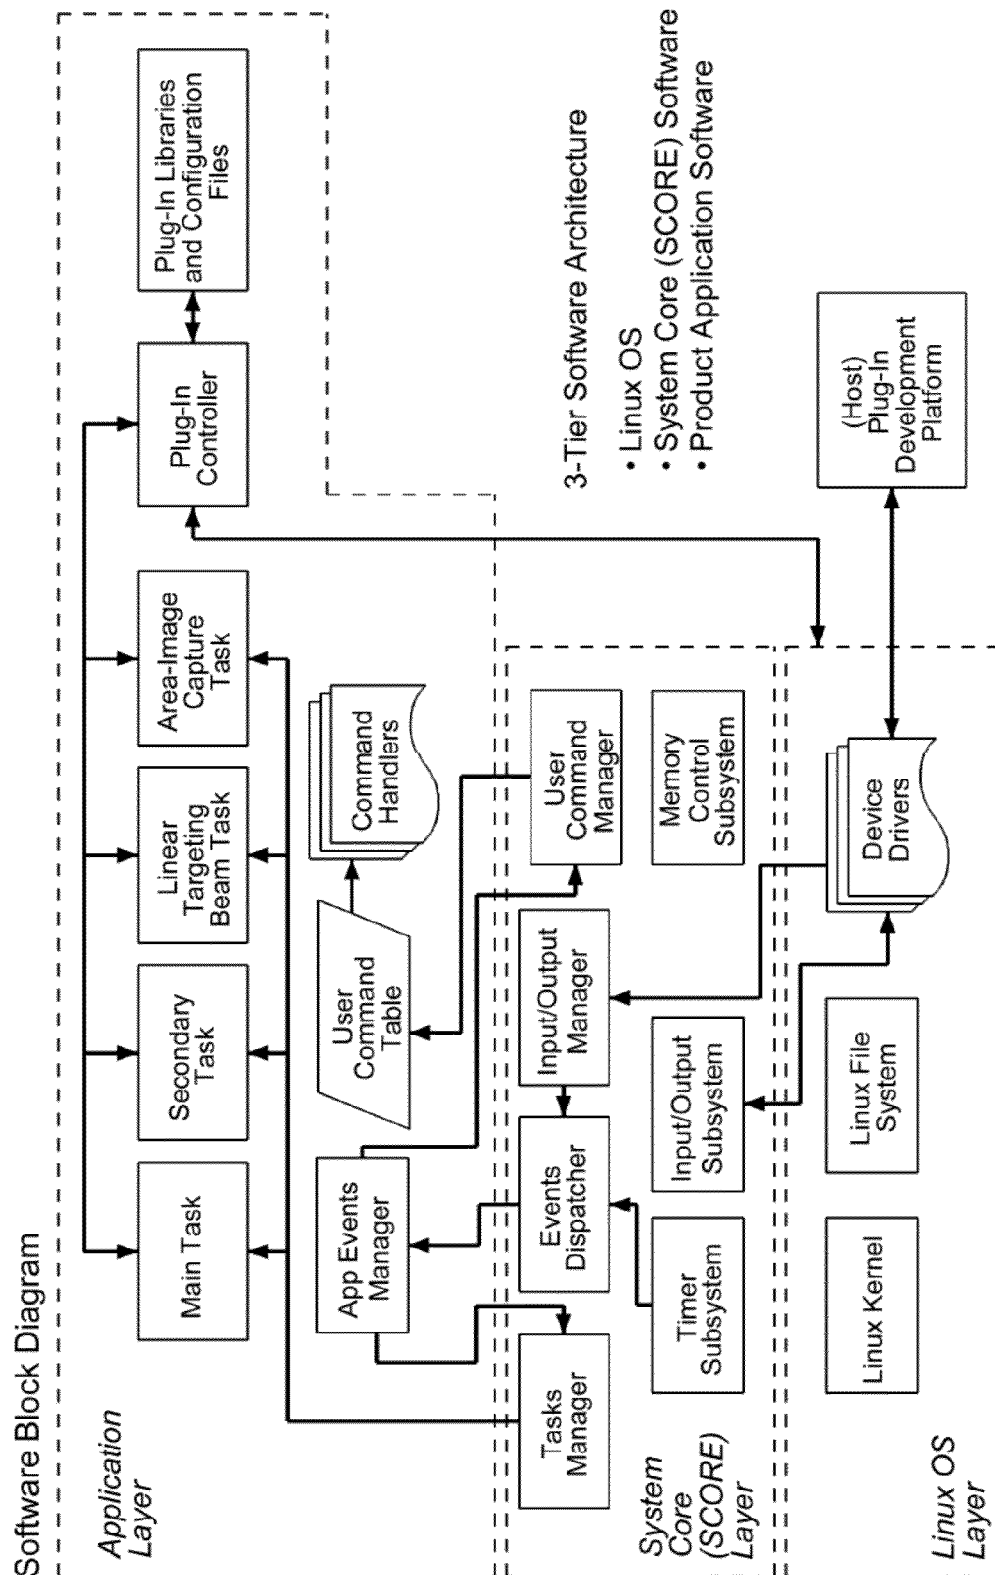 Software Block Diagram
Application
Layer
Main Task
Secondary
Task
Linear
Targeting
Beam Task
Area-Image
Capture
Task
Plug-In
Controller
Plug-In Libraries
and Configuration
Files
App Events
Manager
User
Command
Table
Command
Handlers
3-Tier Software Architecture
• Linux OS
• System Core (SCORE) Software
• Product Application Software
Tasks
Manager
Events
Dispatcher
Input/Output
Manager
User
Command
Manager
System
Core
(SCORE)
Layer
Timer
Subsystem
Input/Output
Subsystem
Memory
Control
Subsystem
Linux OS
Layer
Linux Kernel
Linux File
System
Device
Drivers
(Host)
Plug-In
Development
Platform